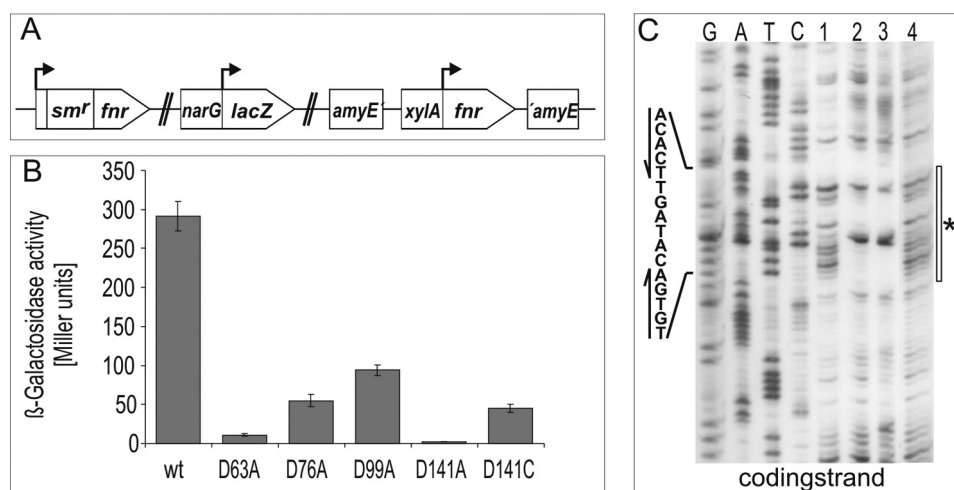 A
smr fnr narG lacZ amyE´ xylA fnr ´amyE
B
ß-Galactosidase activity
[Miller units]
350
300
250
200
150
100
50
0
wt D63A D76A D99A D141A D141C
C
G A T C 1 2 3 4
ACACTTGATACAGTGT
*
codingstrand